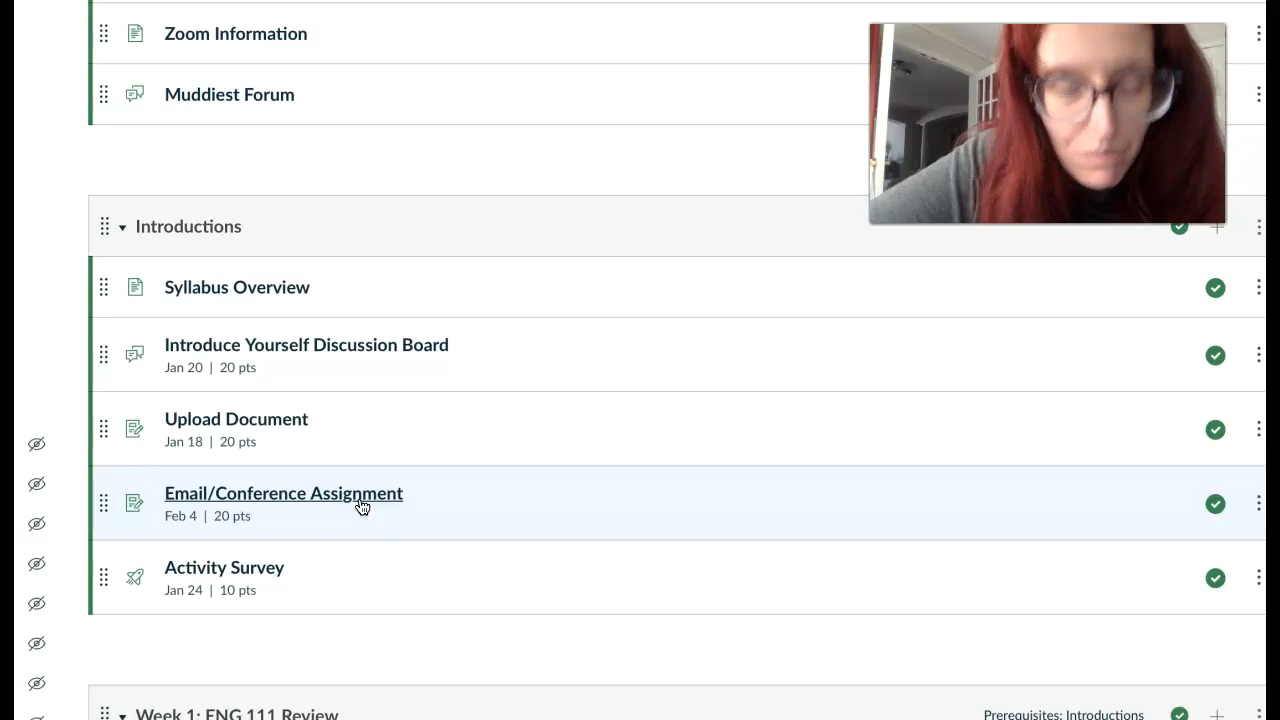 Zoom Information
Muddiest Forum
Introductions
Syllabus Overview
Introduce Yourself Discussion Board
Jan 20 | 20 pts
Upload Document
Jan 18 | 20 pts
Email/Conference Assignment
Feb 4 | 20 pts
Activity Survey
Jan 24 | 10 pts
Week 1: ENG 111 Review
Prerequisites: Introductions